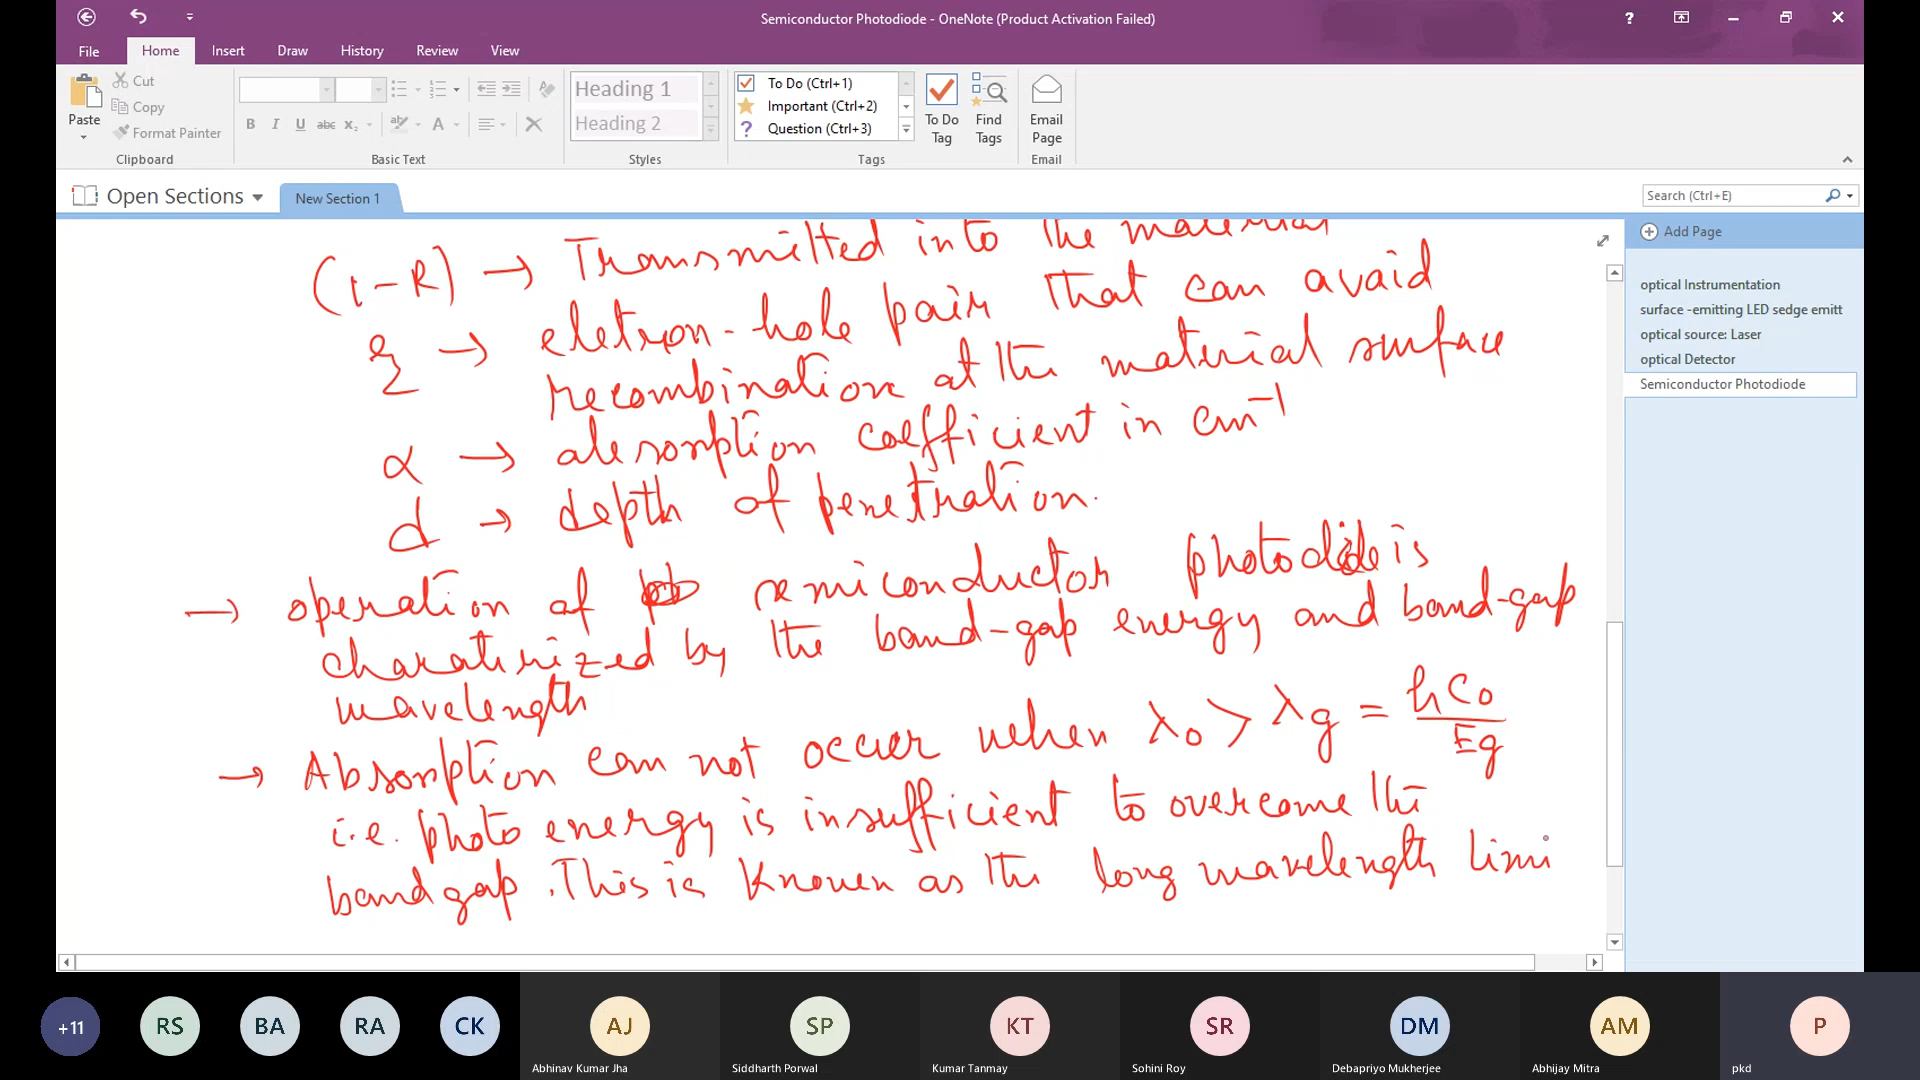 Semiconductor Photodiode - OneNote (Product Activation Failed)
?
File Home Insert Draw History Review View
Paste
Cut
Copy
Format Painter
Clipboard
B I U abc x₂ ab A
Basic Text
Heading 1
Heading 2
Styles
To Do (Ctrl+1)
Important (Ctrl+2)
? Question (Ctrl+3)
Tags
To Do Tag
Find Tags
Email Page
Email
Open Sections
New Section 1
Search (Ctrl+E)
(1-R) → Transmitted into the material
ξ → eletron-hole pair that can avaid
recombination at the material surface
α → absorption coefficient in cm⁻¹
d → depth of penetration.
→ operation of semiconductor photodide is
charaterized by the band-gap energy and band-gap
wavelength
→ Absorption can not occur when λ₀ > λg = hC₀/Eg
i.e. photo energy is insufficient to overcome the
band gap. This is known as the long wavelength limi
Add Page
optical Instrumentation
surface -emitting LED sedge emitt
optical source: Laser
optical Detector
Semiconductor Photodiode
+11 RS BA RA CK AJ SP KT SR DM AM P
Abhinav Kumar Jha Siddharth Porwal Kumar Tanmay Sohini Roy Debapriyo Mukherjee Abhijay Mitra pkd